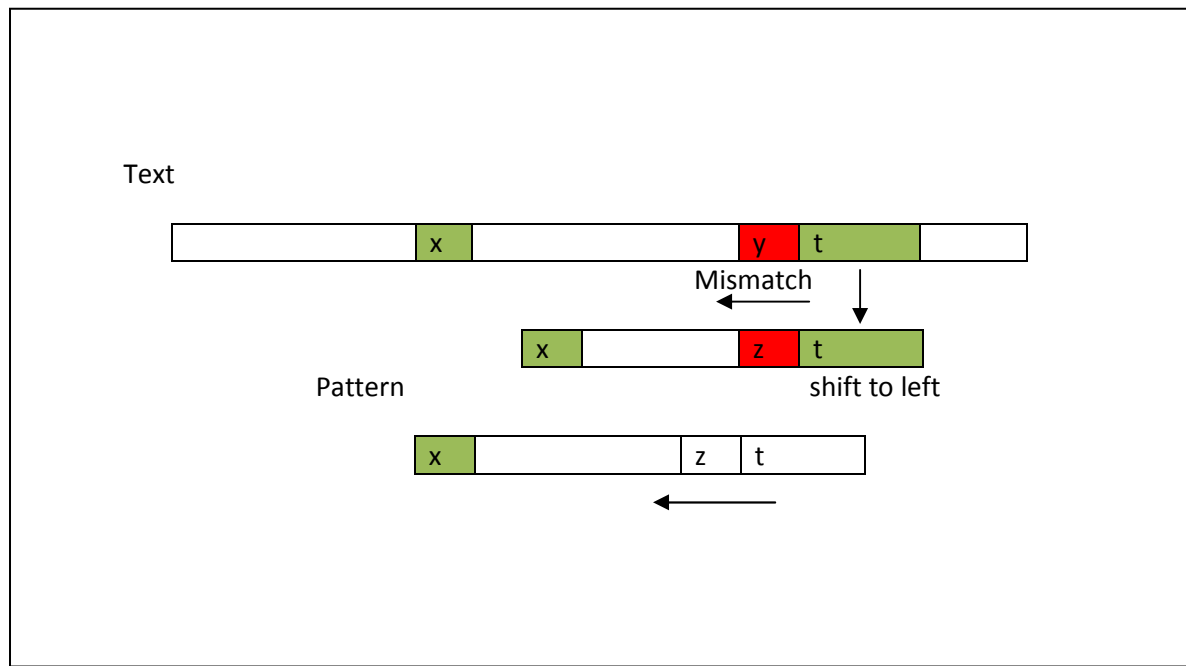 Text
x y t
Mismatch
x z t
Pattern shift to left
x z t